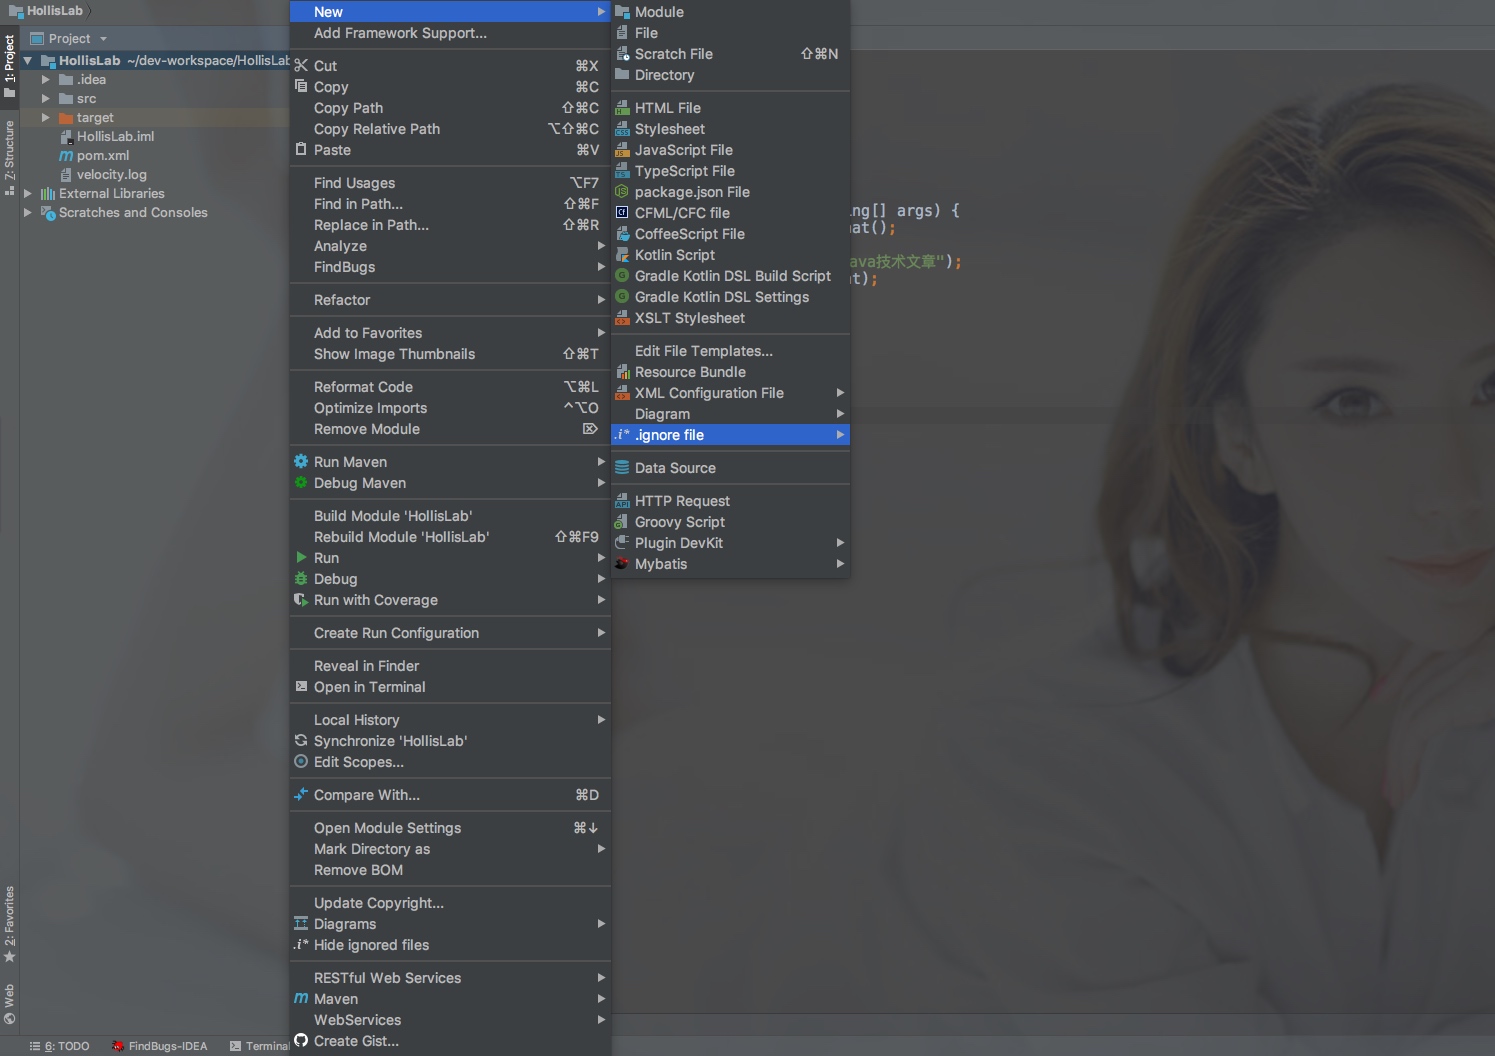 HollisLab
Project
HollisLab ~/dev-workspace/HollisLab
.idea
src
target
HollisLab.iml
pom.xml
velocity.log
External Libraries
Scratches and Consoles
1: Project
7: Structure
2: Favorites
Web
New
Add Framework Support...
Cut ⌘X
Copy ⌘C
Copy Path ⇧⌘C
Copy Relative Path ⌥⇧⌘C
Paste ⌘V
Find Usages ⌥F7
Find in Path... ⇧⌘F
Replace in Path... ⇧⌘R
Analyze
FindBugs
Refactor
Add to Favorites
Show Image Thumbnails ⇧⌘T
Reformat Code ⌥⌘L
Optimize Imports ^⌥O
Remove Module ⌦
Run Maven
Debug Maven
Build Module 'HollisLab'
Rebuild Module 'HollisLab' ⇧⌘F9
Run
Debug
Run with Coverage
Create Run Configuration
Reveal in Finder
Open in Terminal
Local History
Synchronize 'HollisLab'
Edit Scopes...
Compare With... ⌘D
Open Module Settings ⌘↓
Mark Directory as
Remove BOM
Update Copyright...
Diagrams
Hide ignored files
RESTful Web Services
Maven
WebServices
Create Gist...
Module
File
Scratch File ⇧⌘N
Directory
HTML File
Stylesheet
JavaScript File
TypeScript File
package.json File
CFML/CFC file
CoffeeScript File
Kotlin Script
Gradle Kotlin DSL Build Script
Gradle Kotlin DSL Settings
XSLT Stylesheet
Edit File Templates...
Resource Bundle
XML Configuration File
Diagram
.ignore file
Data Source
HTTP Request
Groovy Script
Plugin DevKit
Mybatis
ing[] args) {
at();
ava技术文章");
t);
6: TODO
FindBugs-IDEA
Terminal